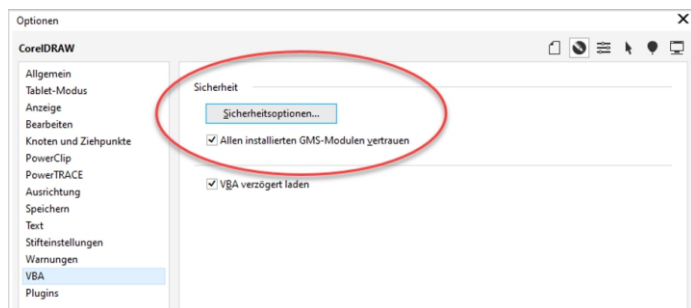 Optionen
CorelDRAW
Allgemein
Tablet-Modus
Anzeige
Bearbeiten
Knoten und Ziehpunkte
PowerClip
PowerTRACE
Ausrichtung
Speichern
Text
Stifteinstellungen
Warnungen
VBA
Plugins
Sicherheit
Sicherheitsoptionen...
Allen installierten GMS-Modulen vertrauen
VBA verzögert laden